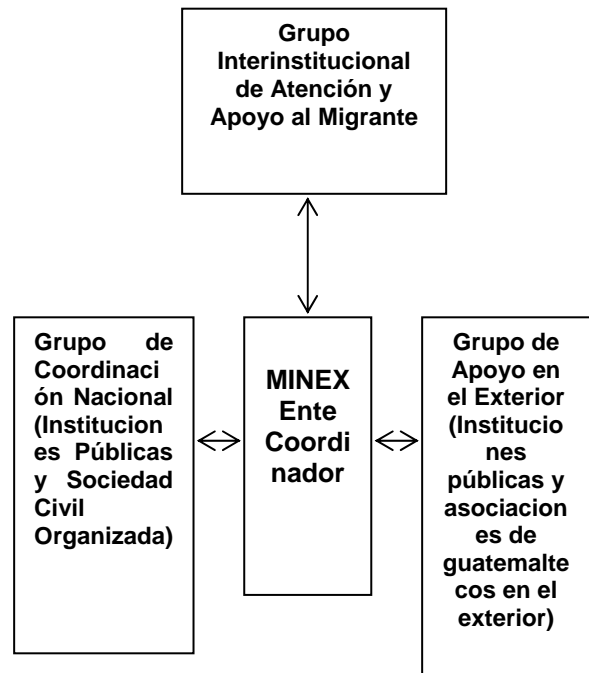 Grupo
Interinstitucional
de Atención y
Apoyo al Migrante
Grupo de
Coordinaci
ón Nacional
(Institucion
es Públicas
y Sociedad
Civil
Organizada)
MINEX
Ente
Coordi
nador
Grupo de
Apoyo en
el Exterior
(Institucio
nes
públicas y
asociacion
es de
guatemalte
cos en el
exterior)